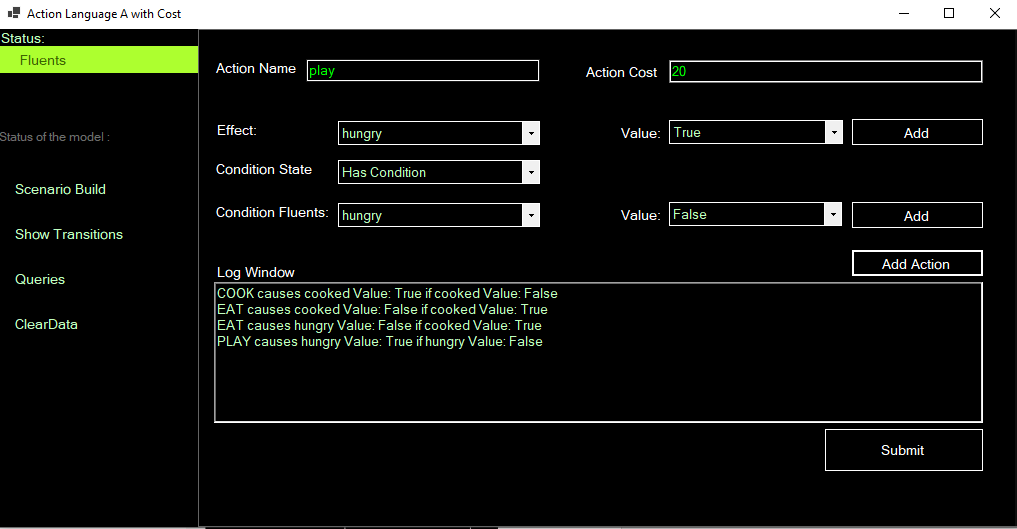 Action Language A with Cost
Status:
Fluents
Status of the model :
Scenario Build
Show Transitions
Queries
ClearData
Action Name play Action Cost 20
Effect: hungry Value: True Add
Condition State Has Condition
Condition Fluents: hungry Value: False Add
Add Action
Log Window
COOK causes cooked Value: True if cooked Value: False
EAT causes cooked Value: False if cooked Value: True
EAT causes hungry Value: False if cooked Value: True
PLAY causes hungry Value: True if hungry Value: False
Submit